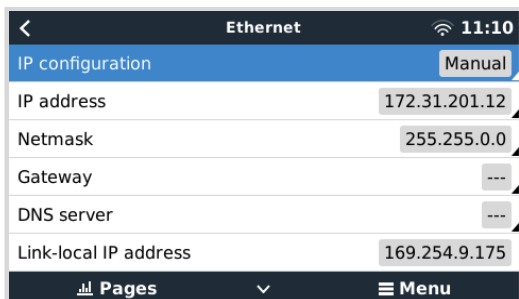 Ethernet 11:10
IP configuration Manual
IP address 172.31.201.12
Netmask 255.255.0.0
Gateway ---
DNS server ---
Link-local IP address 169.254.9.175
Pages Menu